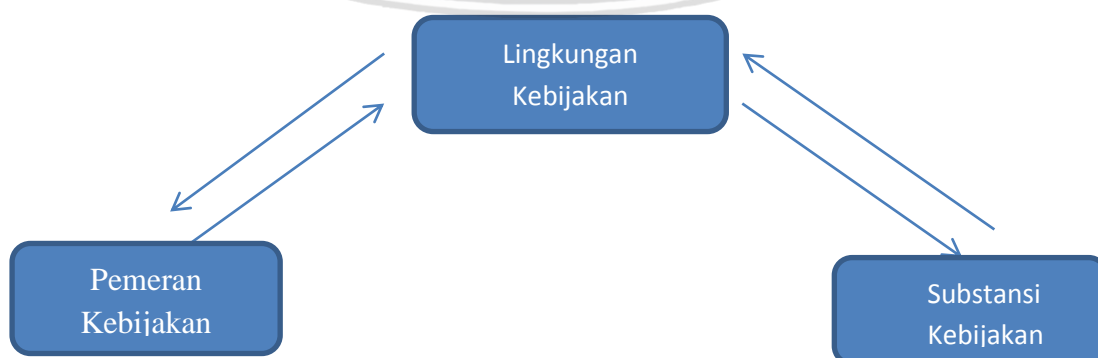 Lingkungan
Kebijakan
Pemeran
Kebijakan
Substansi
Kebijakan